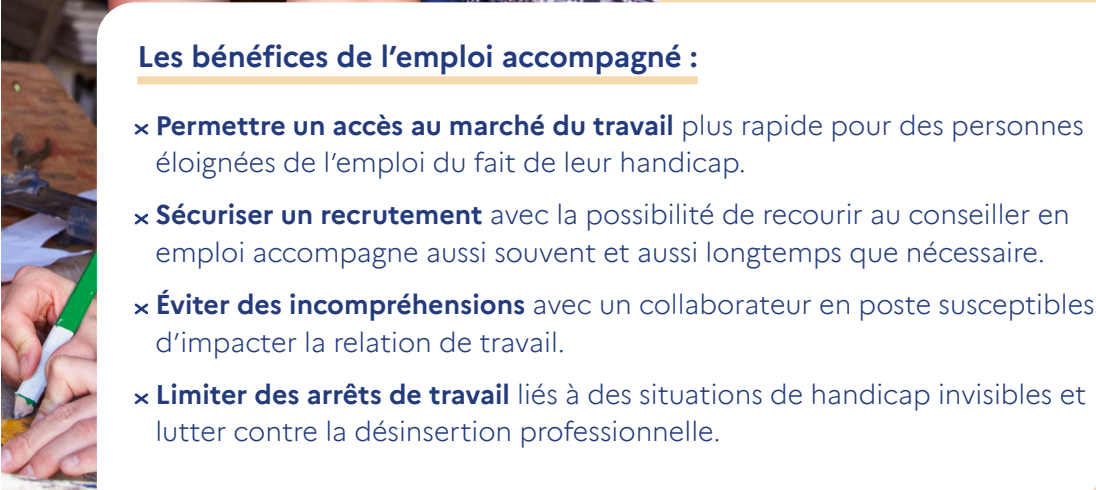 Les bénéfices de l’emploi accompagné :
× Permettre un accès au marché du travail plus rapide pour des personnes
éloignées de l’emploi du fait de leur handicap.
× Sécuriser un recrutement avec la possibilité de recourir au conseiller en
emploi accompagne aussi souvent et aussi longtemps que nécessaire.
× Éviter des incompréhensions avec un collaborateur en poste susceptibles
d’impacter la relation de travail.
× Limiter des arrêts de travail liés à des situations de handicap invisibles et
lutter contre la désinsertion professionnelle.